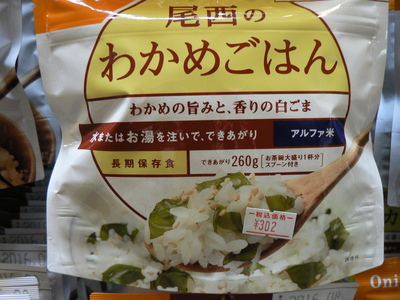 尾西の
わかめごはん
わかめの旨みと、香りの白ごま
水またはお湯を注いで、できあがり
アルファ米
長期保存食
できあがり260g
お茶碗大盛り1杯分
スプーン付き
税込価格
¥302
Oni